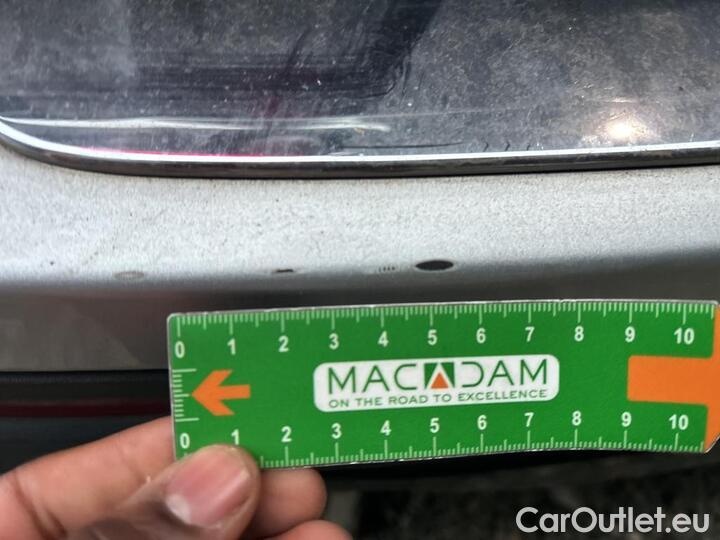 0 1 2 3 4 5 6 7 8 9 10
MACADAM
ON THE ROAD TO EXCELLENCE
0 1 2 3 4 5 6 7 8 9 10
CarOutlet.eu